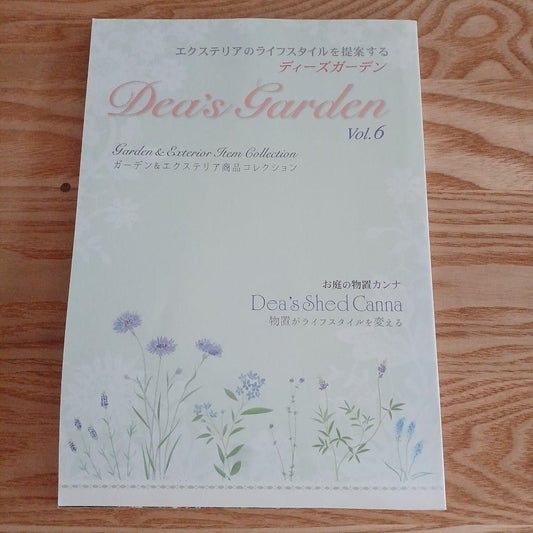 エクステリアのライフスタイルを提案する
ディーズガーデン
Dea's Garden
Vol.6
Garden & Exterior Item Collection
ガーデン&エクステリア商品コレクション
お庭の物置カンナ
Dea's Shed Canna
物置がライフスタイルを変える